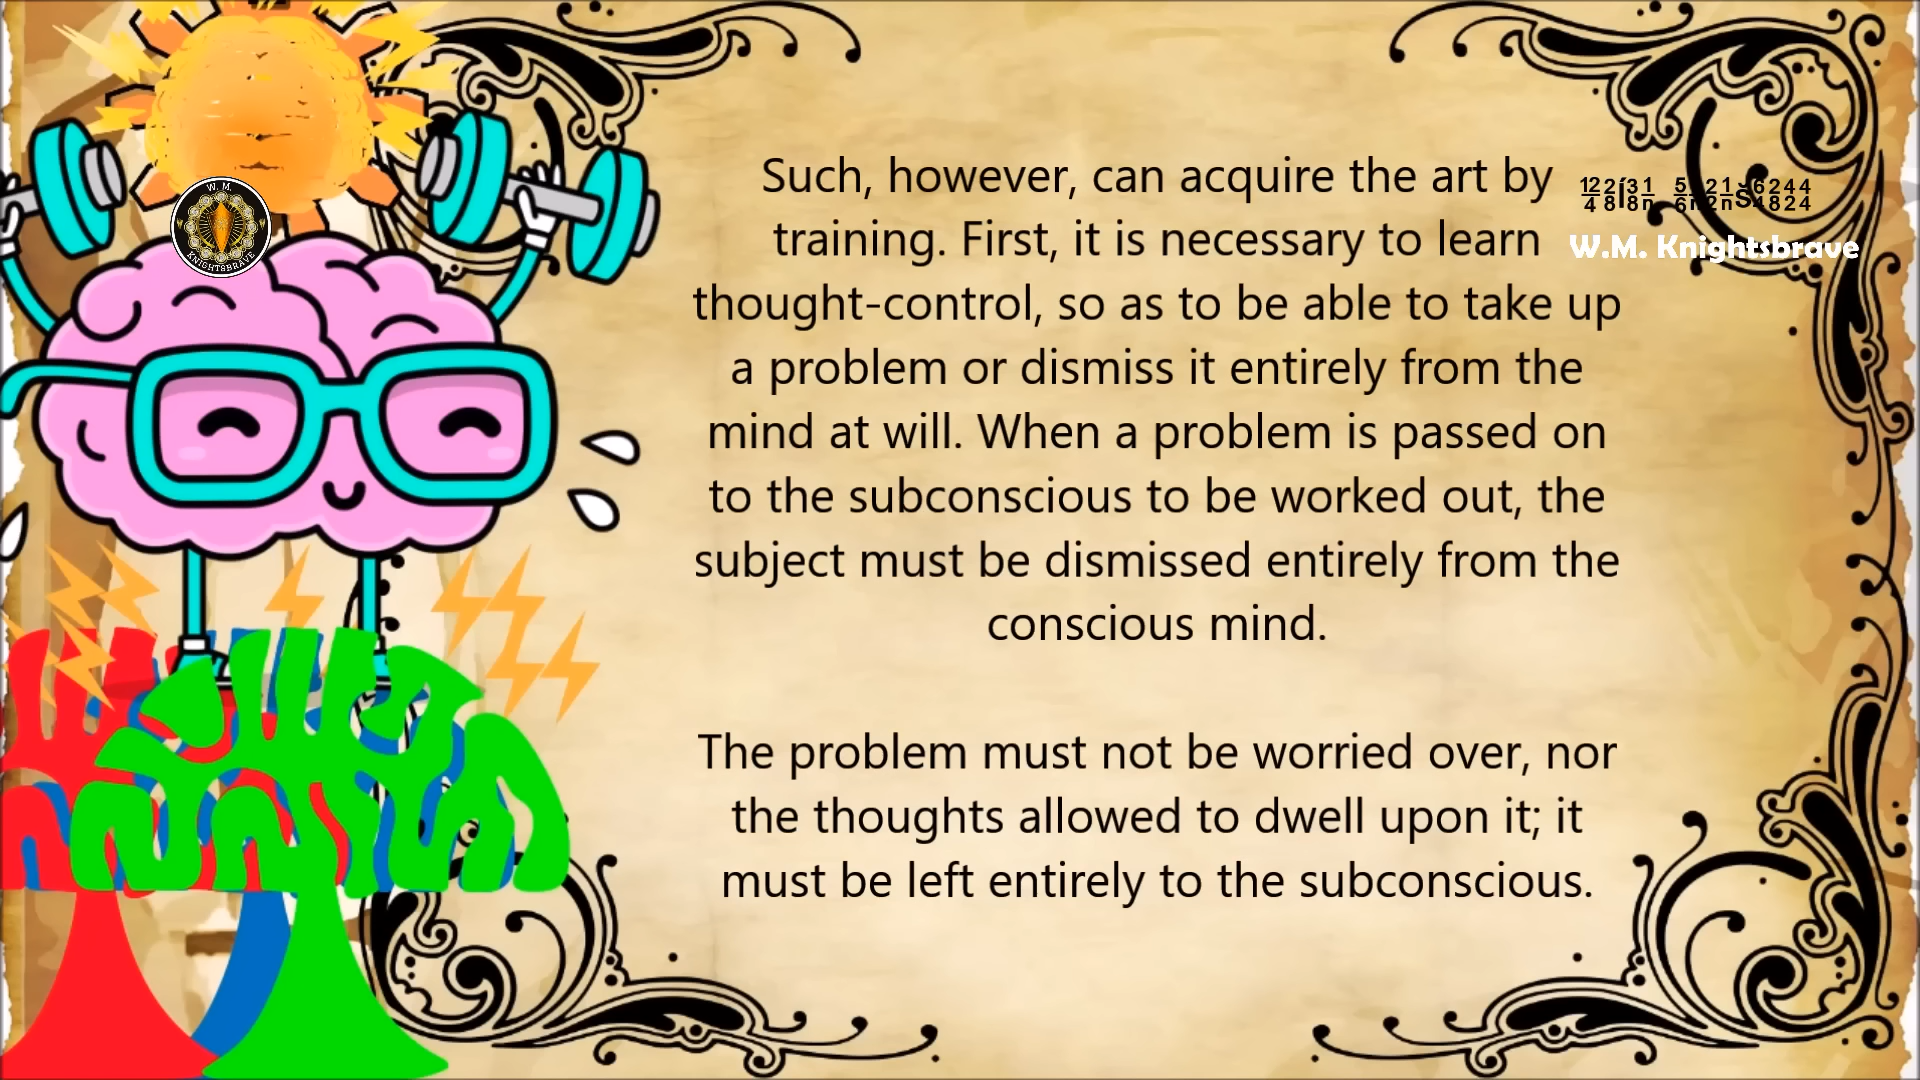 Such, however, can acquire the art by
training. First, it is necessary to learn
thought-control, so as to be able to take up
a problem or dismiss it entirely from the
mind at will. When a problem is passed on
to the subconscious to be worked out, the
subject must be dismissed entirely from the
conscious mind.
The problem must not be worried over, nor
the thoughts allowed to dwell upon it; it
must be left entirely to the subconscious.
W.M. Knightsbrave
W. M.
KNIGHTSBRAVE